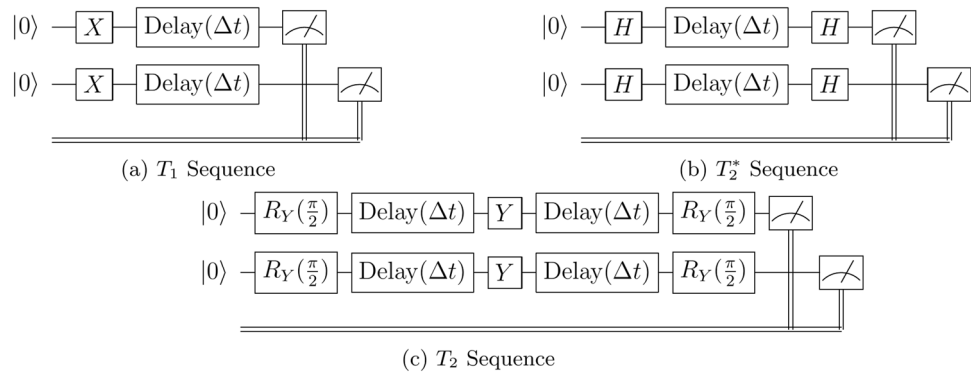 |0⟩ X Delay(Δt)
|0⟩ X Delay(Δt)
(a) T₁ Sequence
|0⟩ H Delay(Δt) H
|0⟩ H Delay(Δt) H
(b) T₂* Sequence
|0⟩ R_Y(π/2) Delay(Δt) Y Delay(Δt) R_Y(π/2)
|0⟩ R_Y(π/2) Delay(Δt) Y Delay(Δt) R_Y(π/2)
(c) T₂ Sequence